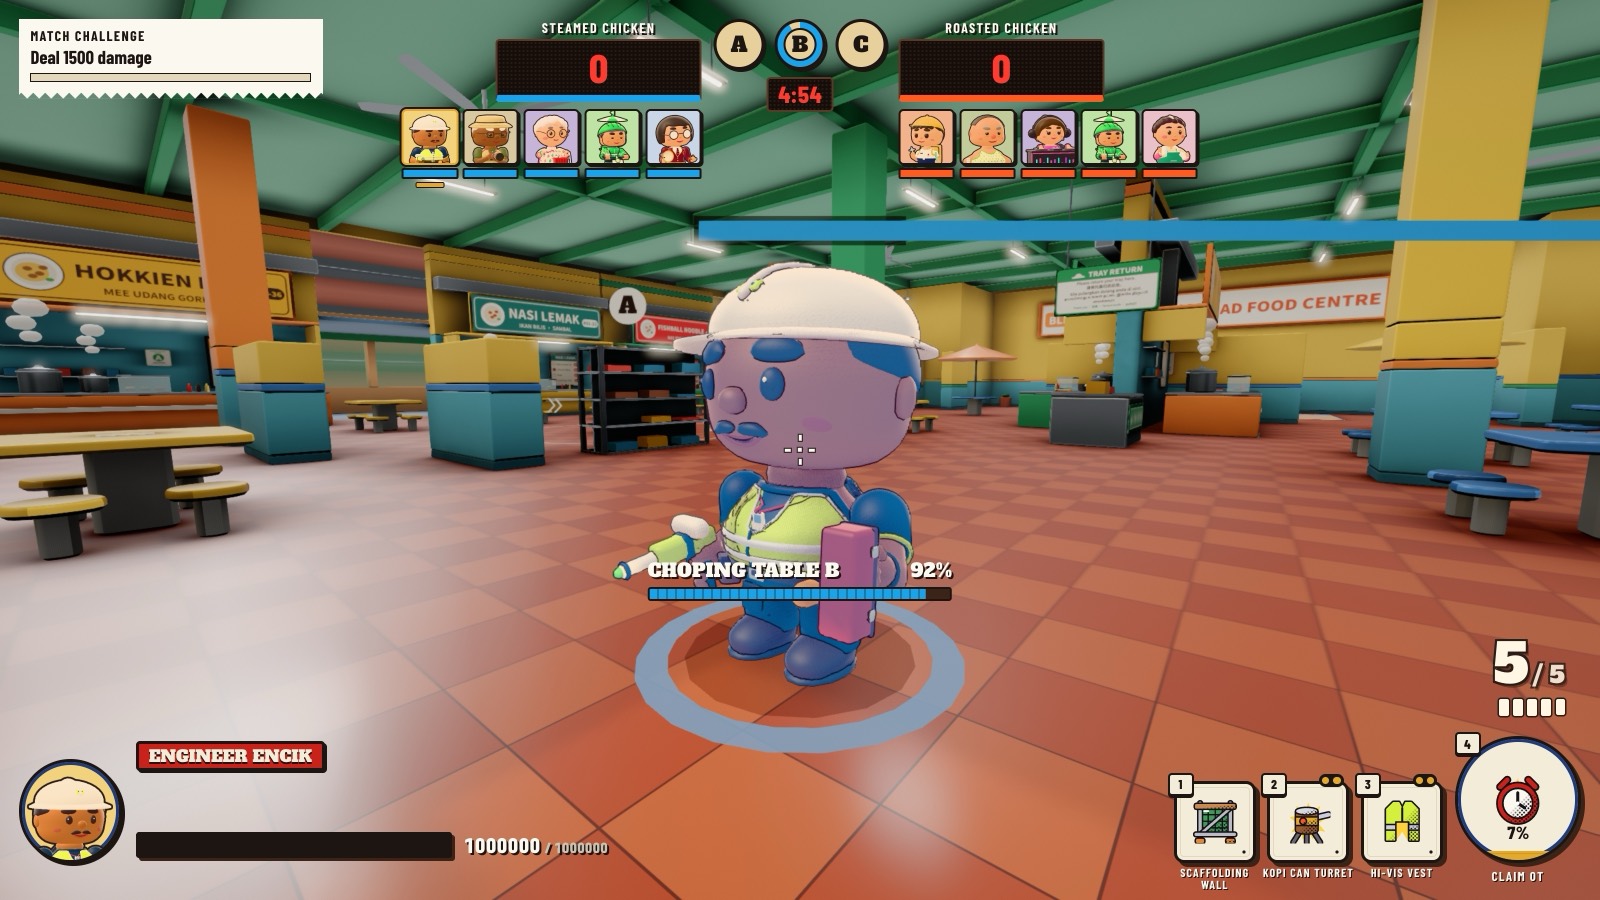 MATCH CHALLENGE
Deal 1500 damage
STEAMED CHICKEN
0
A
B
C
4:54
ROASTED CHICKEN
0
HOKKIEN
MEE UDANG
NASI LEMAK
A
FISHBALL NOODLE
TRAY RETURN
AD FOOD CENTRE
CHOPING TABLE B
92%
5/5
ENGINEER ENCIK
1000000 / 1000000
1
2
3
4
7%
SCAFFOLDING
WALL
KOPI CAN TURRET
HI-VIS VEST
CLAIM OT